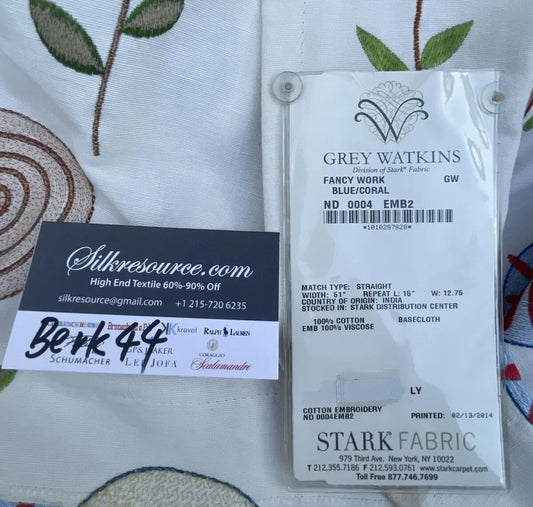 GREY WATKINS
Division of Stark® Fabric
FANCY WORK GW
BLUE/CORAL
ND 0004 EMB2
*1010287828*
MATCH TYPE: STRAIGHT
WIDTH: 51" REPEAT L: 15" W: 12.75
COUNTRY OF ORIGIN: INDIA
STOCKED IN: STARK DISTRIBUTION CENTER
100% COTTON BASECLOTH
EMB 100% VISCOSE
LY
COTTON EMBROIDERY
ND 0004EMB2 PRINTED: 02/13/2014
STARK FABRIC
979 Third Ave. New York, NY 10022
T 212.355.7186 F 212.593.0761 www.starkcarpet.com
Toll Free 877.746.7699
Silkresource.com
High End Textile 60%-90% Off
silkresource@gmail.com +1 215-720 6235
kravet RALPH LAUREN
Berk 44
CORAGGIO
SCHUMACHER LEE JOFA Scalamandre